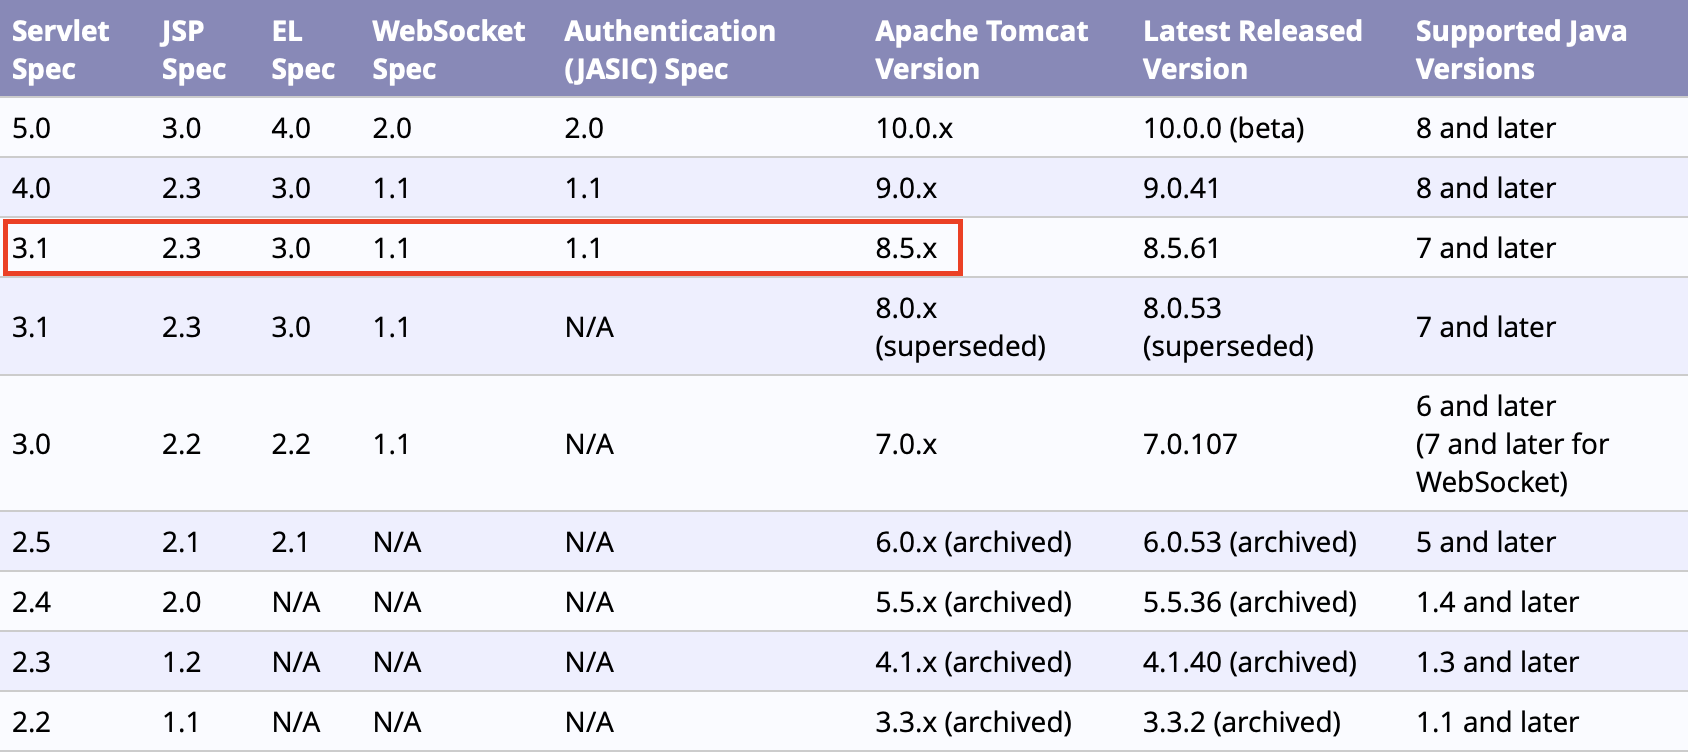 Servlet Spec JSP Spec EL Spec WebSocket Spec Authentication (JASIC) Spec Apache Tomcat Version Latest Released Version Supported Java Versions
5.0 3.0 4.0 2.0 2.0 10.0.x 10.0.0 (beta) 8 and later
4.0 2.3 3.0 1.1 1.1 9.0.x 9.0.41 8 and later
3.1 2.3 3.0 1.1 1.1 8.5.x 8.5.61 7 and later
3.1 2.3 3.0 1.1 N/A 8.0.x (superseded) 8.0.53 (superseded) 7 and later
3.0 2.2 2.2 1.1 N/A 7.0.x 7.0.107 6 and later (7 and later for WebSocket)
2.5 2.1 2.1 N/A N/A 6.0.x (archived) 6.0.53 (archived) 5 and later
2.4 2.0 N/A N/A N/A 5.5.x (archived) 5.5.36 (archived) 1.4 and later
2.3 1.2 N/A N/A N/A 4.1.x (archived) 4.1.40 (archived) 1.3 and later
2.2 1.1 N/A N/A N/A 3.3.x (archived) 3.3.2 (archived) 1.1 and later